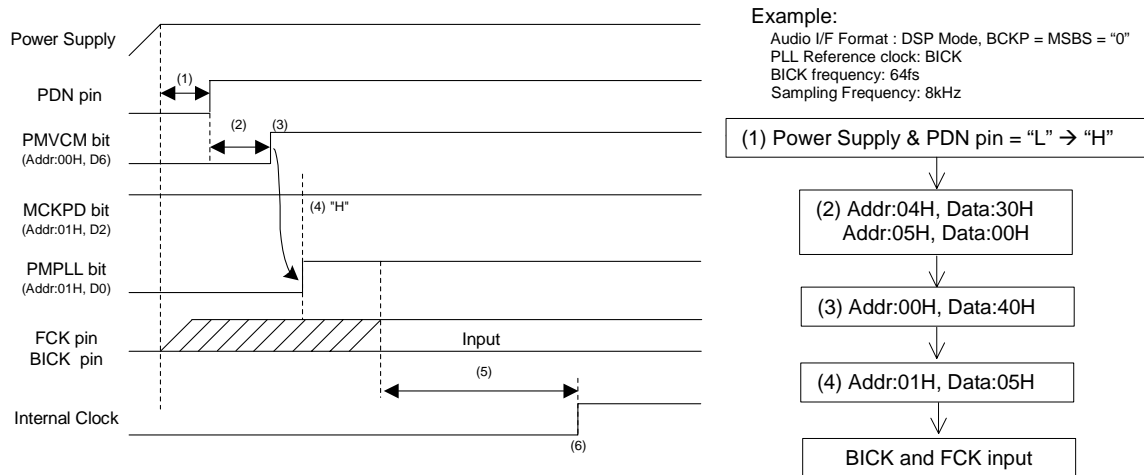 Power Supply
(1)
PDN pin
(2)
(3)
PMVCM bit
(Addr:00H, D6)
(4) "H"
MCKPD bit
(Addr:01H, D2)
PMPLL bit
(Addr:01H, D0)
FCK pin
BICK pin
Input
(5)
Internal Clock
(6)
Example:
Audio I/F Format : DSP Mode, BCKP = MSBS = “0”
PLL Reference clock: BICK
BICK frequency: 64fs
Sampling Frequency: 8kHz
(1) Power Supply & PDN pin = “L” → “H”
(2) Addr:04H, Data:30H
Addr:05H, Data:00H
(3) Addr:00H, Data:40H
(4) Addr:01H, Data:05H
BICK and FCK input